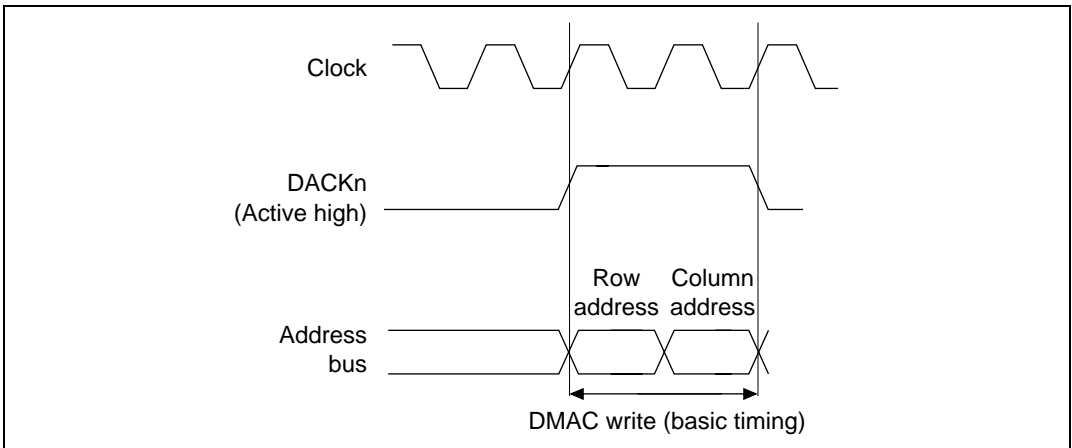 Clock
DACKn
(Active high)
Row
address
Column
address
Address
bus
DMAC write (basic timing)